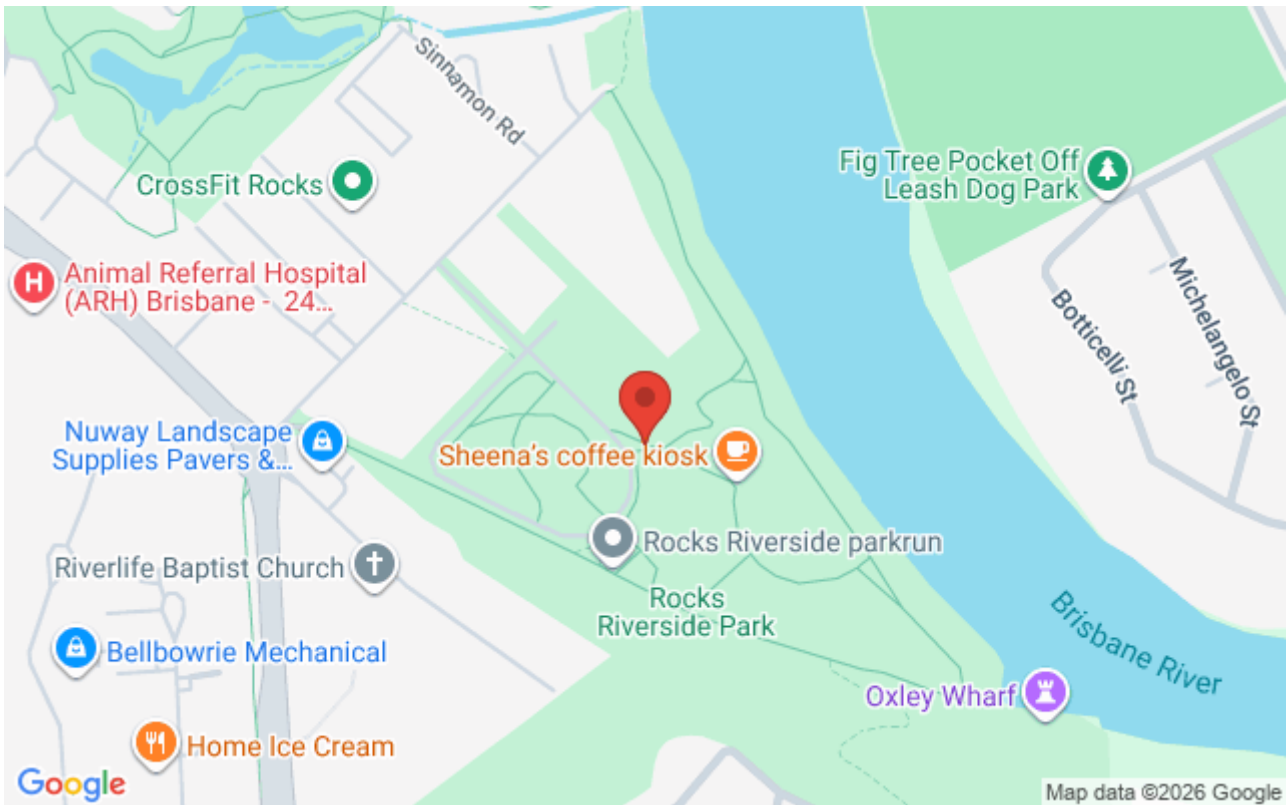 Sinnamon Rd
CrossFit Rocks
Fig Tree Pocket Off
Leash Dog Park
Animal Referral Hospital
(ARH) Brisbane - 24...
Michelangelo St
Botticelli St
Nuway Landscape
Supplies Pavers &...
Sheena's coffee kiosk
Rocks Riverside parkrun
Riverlife Baptist Church
Rocks
Riverside Park
Brisbane River
Bellbowrie Mechanical
Oxley Wharf
Home Ice Cream
Google
Map data ©2026 Google
H